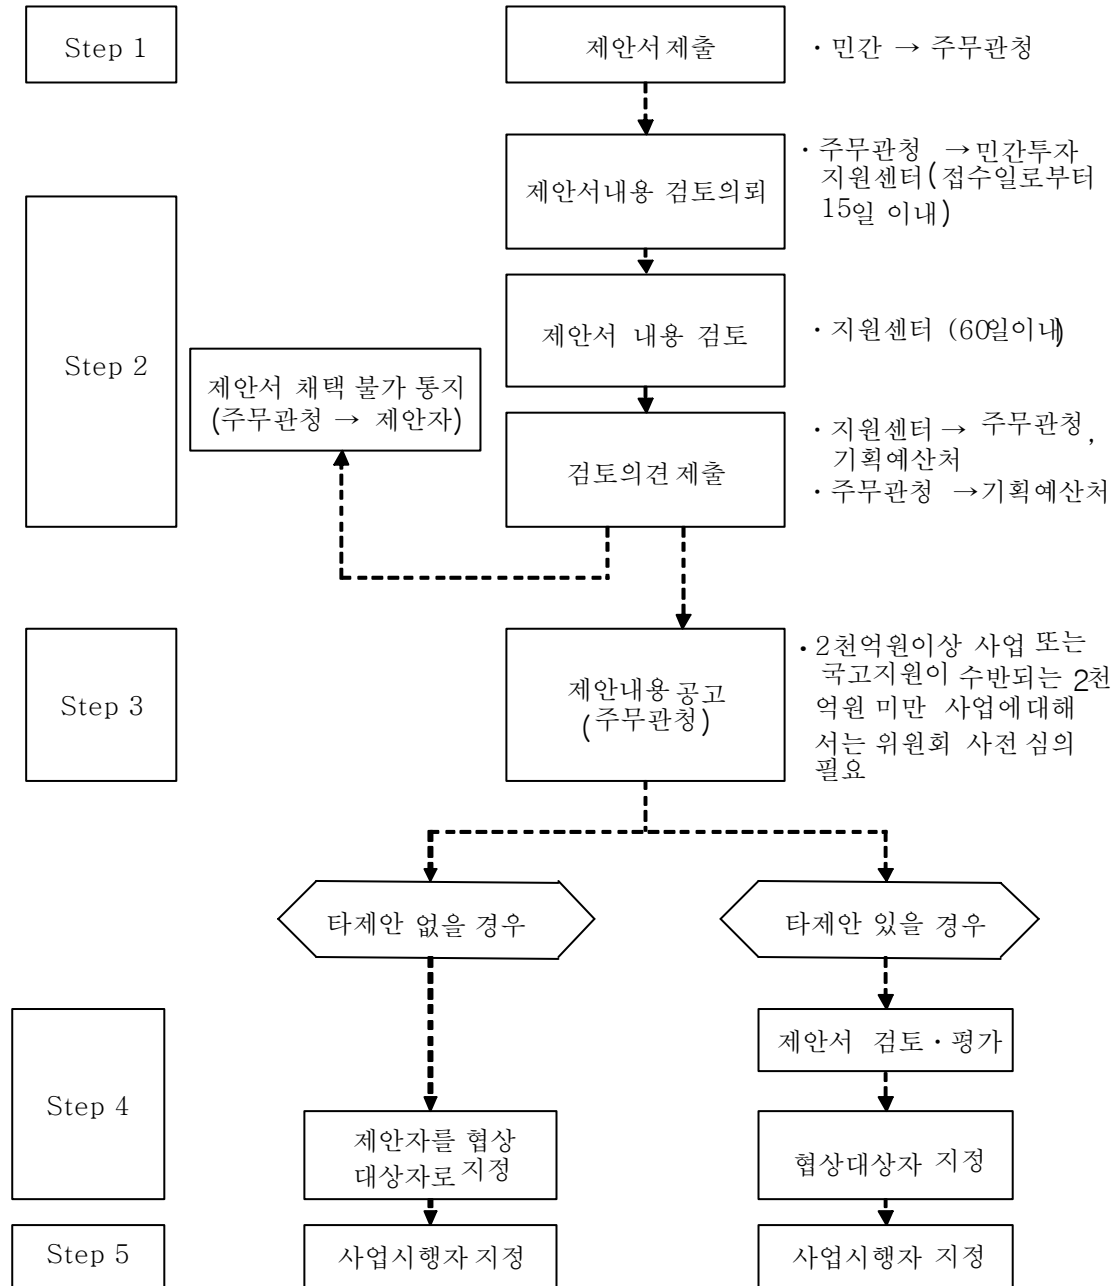 Step 1
제안서 제출
· 민간 → 주무관청
제안서내용 검토의뢰
· 주무관청 →민간투자
지원센터(접수일로부터
15일 이내)
Step 2
제안서 내용 검토
· 지원센터 (60일이내)
제안서 채택 불가 통지
(주무관청 → 제안자)
검토의견 제출
· 지원센터→ 주무관청,
기획예산처
· 주무관청 →기획예산처
Step 3
제안내용 공고
(주무관청)
· 2천억원이상 사업 또는
국고지원이 수반되는 2천
억원 미만 사업에대해
서는 위원회 사전 심의
필요
타제안 없을 경우
타제안 있을 경우
Step 4
제안서 검토·평가
제안자를 협상
대상자로 지정
협상대상자 지정
Step 5
사업시행자 지정
사업시행자 지정